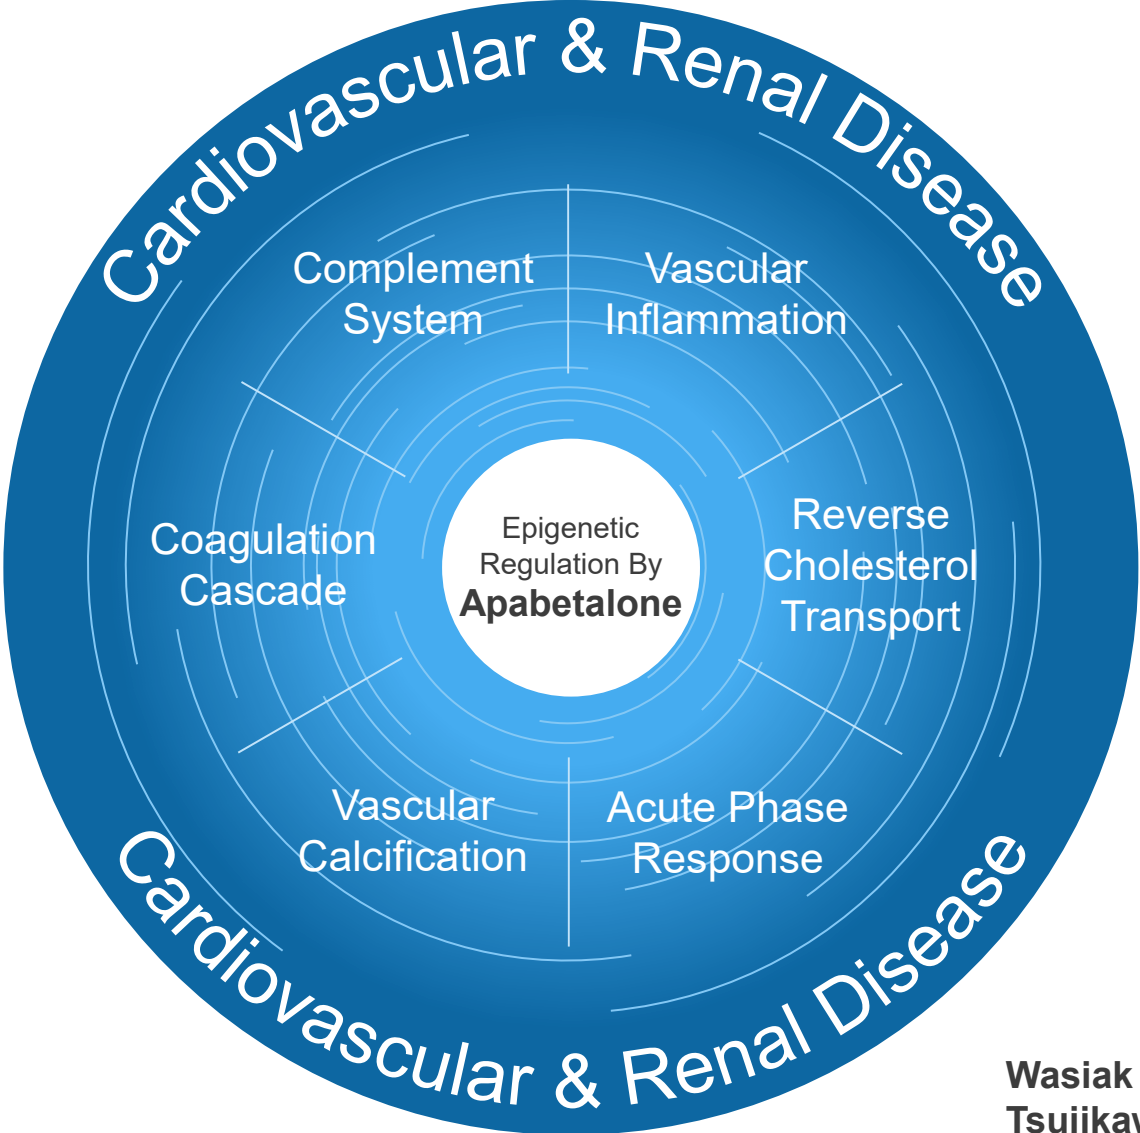 Cardiovascular & Renal Disease
Complement
System
Vascular
Inflammation
Coagulation
Cascade
Epigenetic
Regulation By
Apabetalone
Reverse
Cholesterol
Transport
Vascular
Calcification
Acute Phase
Response
Cardiovascular & Renal Disease
Wasiak